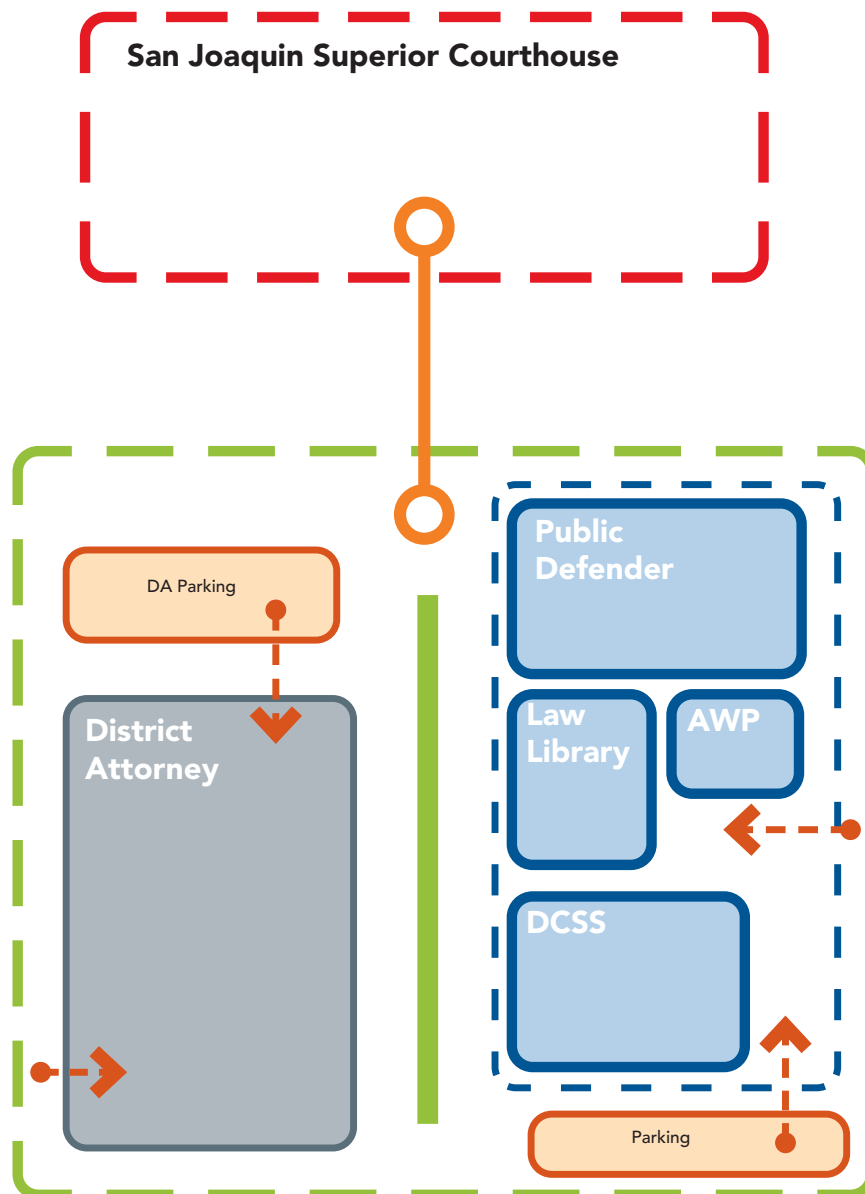 San Joaquin Superior Courthouse
DA Parking
District
Attorney
Public
Defender
Law
Library
AWP
DCSS
Parking